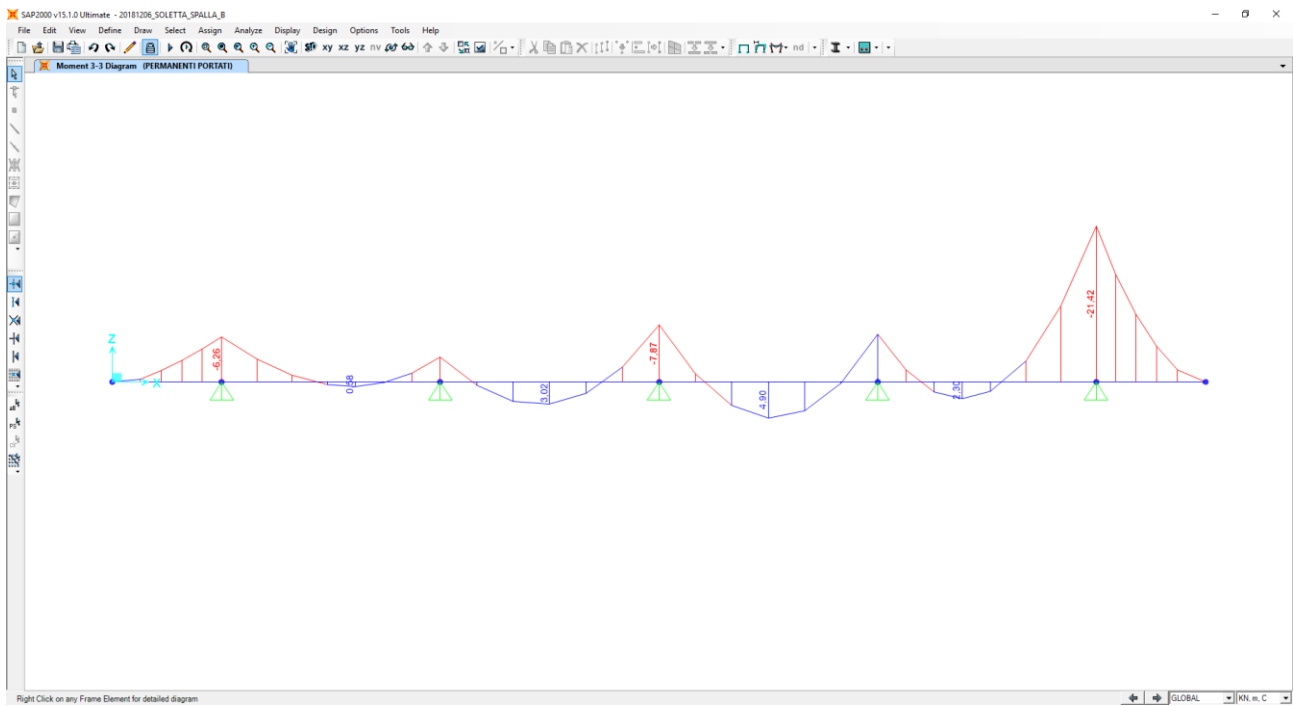 SAP2000 v15.1.0 Ultimate - 20181206_SOLETTA_SPALLA_B
File Edit View Define Draw Select Assign Analyze Display Design Options Tools Help
xy xz yz nv nd
Moment 3-3 Diagram (PERMANENTI PORTATI)
Z
X
-6,26
0,58
3,02
-7,87
4,90
2,30
-21,42
Right Click on any Frame Element for detailed diagram
GLOBAL
KN, m, C